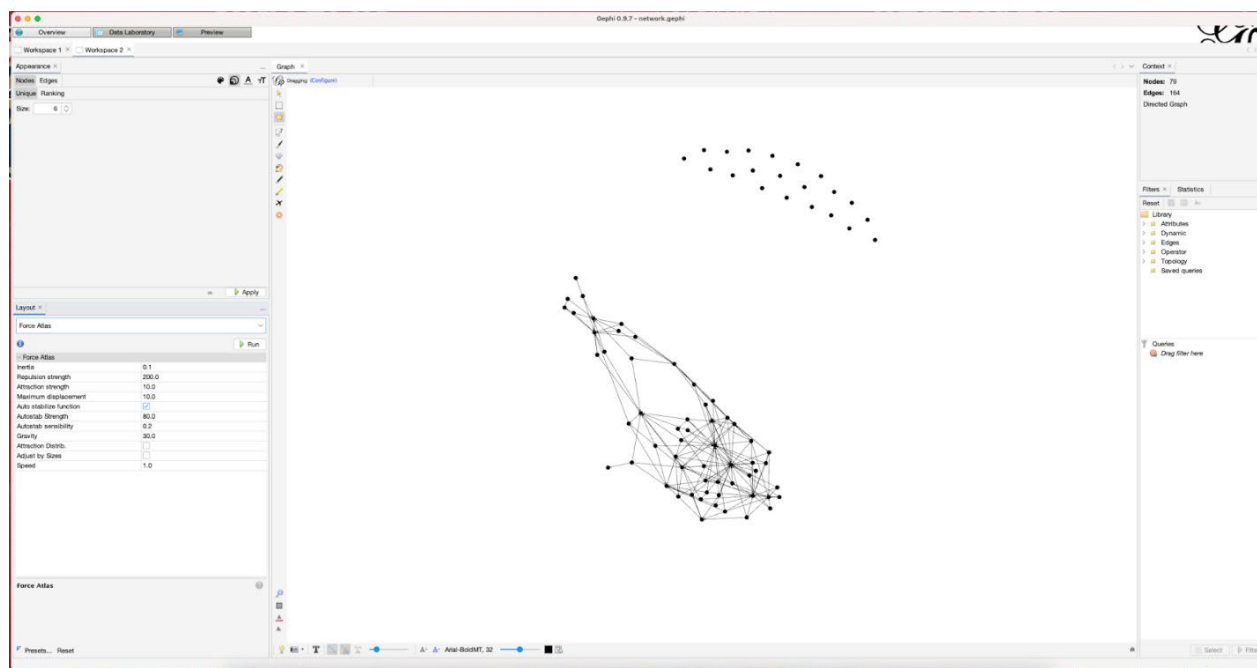 Gephi 0.9.7 - network.gephi
Overview Data Laboratory Preview
Workspace 1 × Workspace 2 ×
Appearance ×
Nodes Edges
Unique Ranking
Size: 6
Apply
Layout ×
Force Atlas
Run
Force Atlas
Inertia 0.1
Repulsion strength 200.0
Attraction strength 10.0
Maximum displacement 10.0
Auto stabilize function
Autostab Strength 80.0
Autostab sensibility 0.2
Gravity 30.0
Attraction Distrib.
Adjust by Sizes
Speed 1.0
Force Atlas
Presets... Reset
Graph ×
Dragging (Configure)
Arial-BoldMT, 32
Context ×
Nodes: 79
Edges: 164
Directed Graph
Filters × Statistics
Reset
Library
Attributes
Dynamic
Edges
Operator
Topology
Saved queries
Queries
Drag filter here
Select